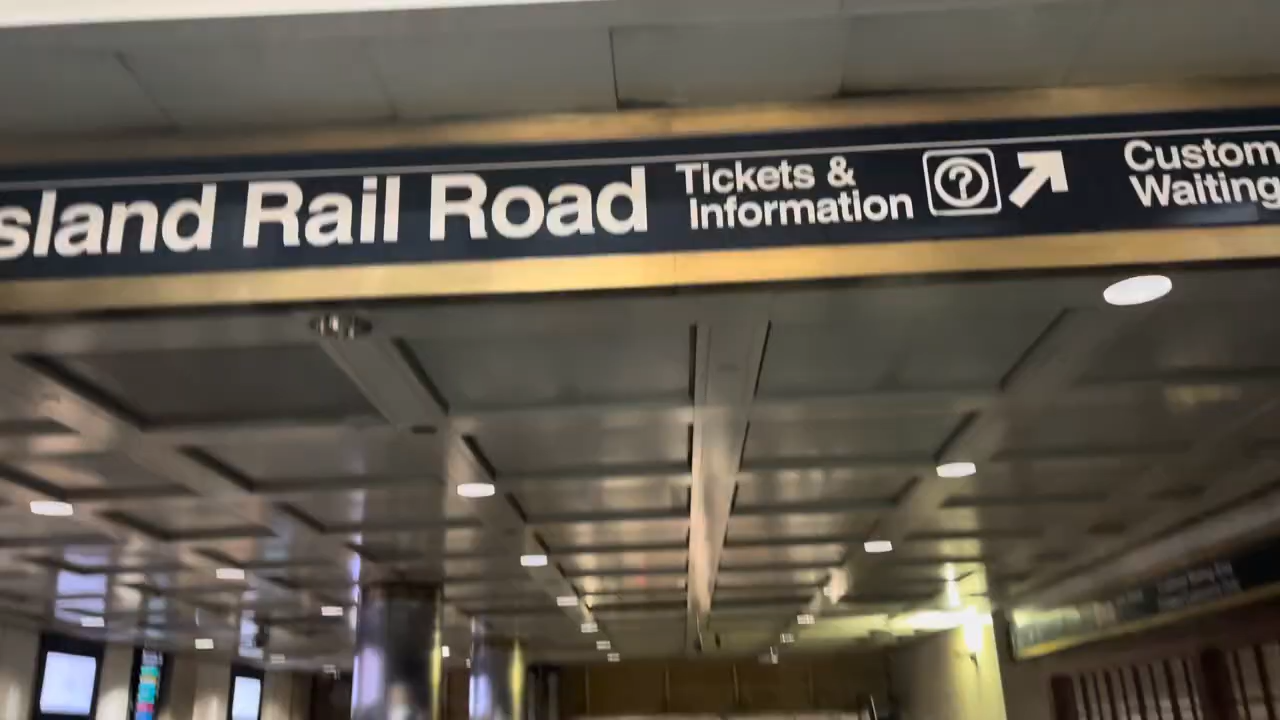 sland Rail Road
Tickets &
Information
?
Custom
Waiting